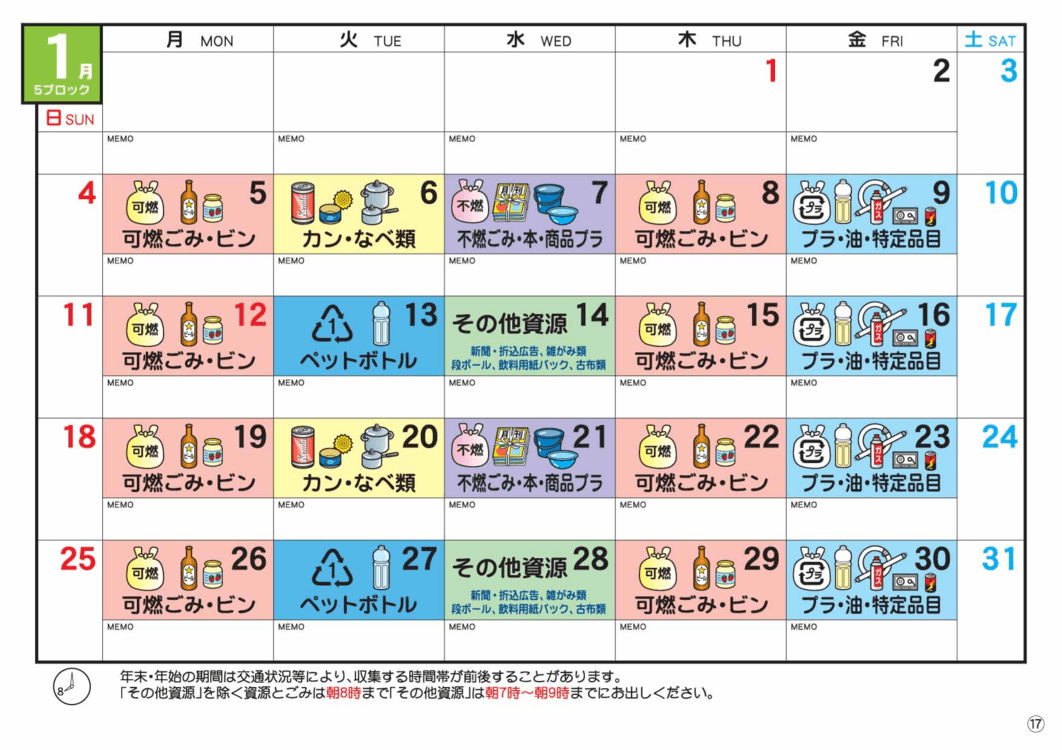 1月
5ブロック
日 SUN
月 MON
火 TUE
水 WED
木 THU
金 FRI
土 SAT
1
2
3
MEMO
MEMO
MEMO
MEMO
MEMO
4
可燃
5
可燃ごみ・ビン
6
カン・なべ類
不燃
月刊
7
不燃ごみ・本・商品プラ
可燃
8
可燃ごみ・ビン
プラ
ガス
9
プラ・油・特定品目
10
MEMO
MEMO
MEMO
MEMO
MEMO
11
可燃
12
可燃ごみ・ビン
1
13
ペットボトル
その他資源 14
新聞・折込広告、雑がみ類
段ボール、飲料用紙パック、古布類
可燃
15
可燃ごみ・ビン
プラ
ガス
16
プラ・油・特定品目
17
MEMO
MEMO
MEMO
MEMO
MEMO
18
可燃
19
可燃ごみ・ビン
20
カン・なべ類
不燃
月刊
21
不燃ごみ・本・商品プラ
可燃
22
可燃ごみ・ビン
プラ
ガス
23
プラ・油・特定品目
24
MEMO
MEMO
MEMO
MEMO
MEMO
25
可燃
26
可燃ごみ・ビン
1
27
ペットボトル
その他資源 28
新聞・折込広告、雑がみ類
段ボール、飲料用紙パック、古布類
可燃
29
可燃ごみ・ビン
プラ
ガス
30
プラ・油・特定品目
31
MEMO
MEMO
MEMO
MEMO
MEMO
8
年末・年始の期間は交通状況等により、収集する時間帯が前後することがあります。
「その他資源」を除く資源とごみは朝8時まで「その他資源」は朝7時〜朝9時までにお出しください。
17